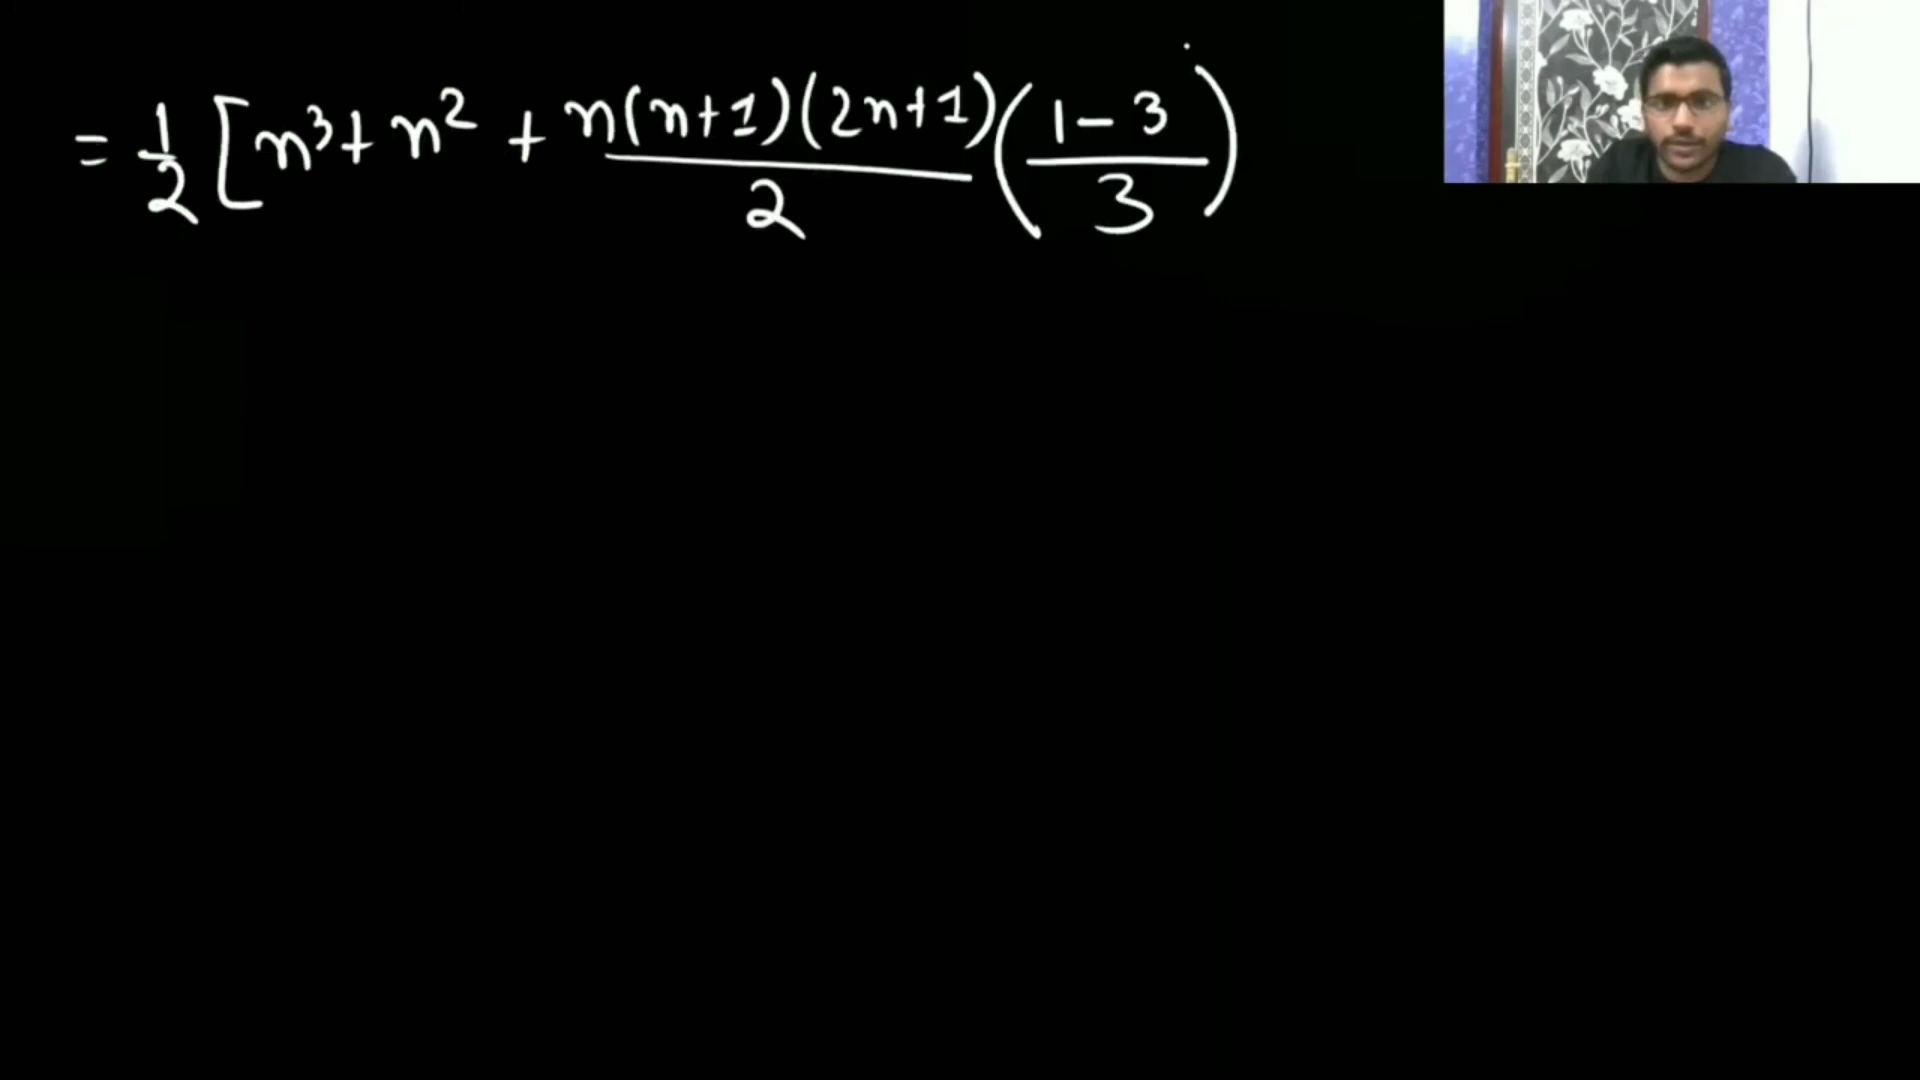 = 1/2 [n³ + n² + n(n+1)(2n+1)/2 (1-3/3)